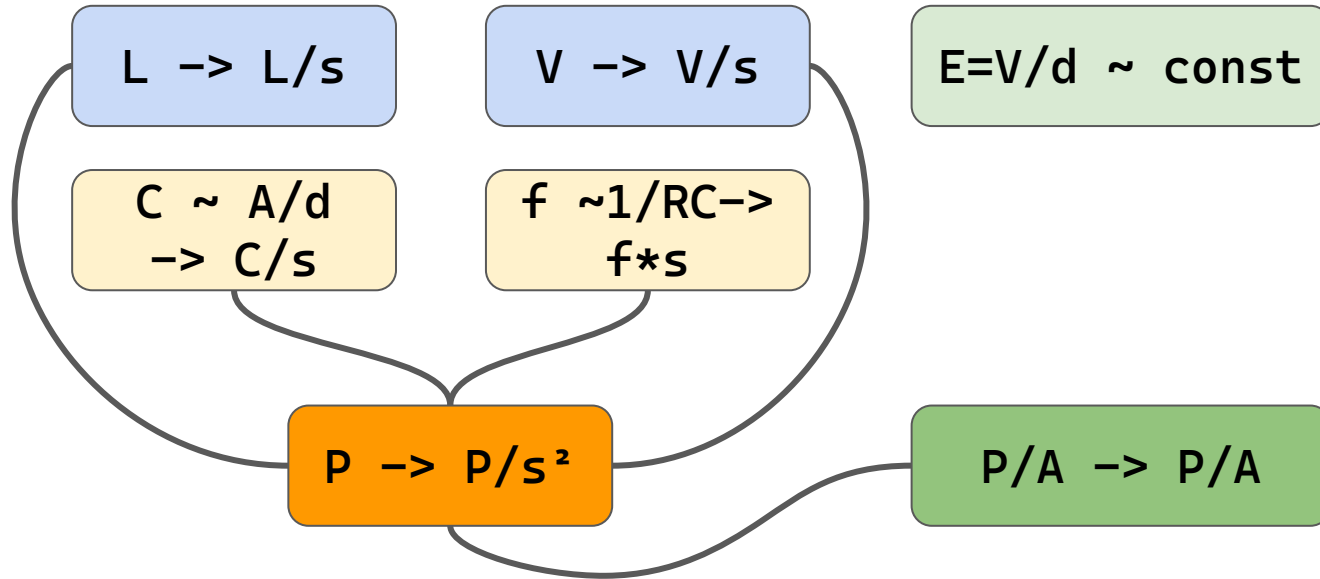 L -> L/s
V -> V/s
E=V/d ~ const
C ~ A/d
-> C/s
f ~1/RC->
f*s
P -> P/s²
P/A -> P/A